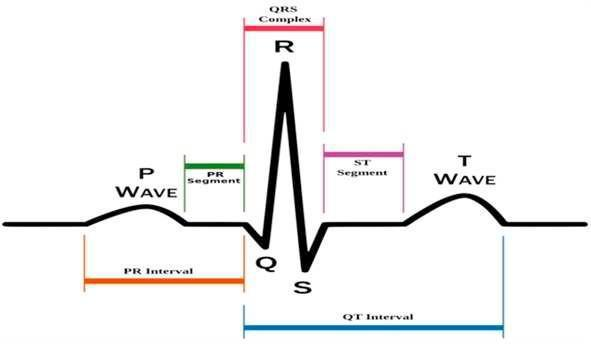 QRS
Complex
R
P
WAVE
PR
Segment
ST
Segment
T
WAVE
Q
S
PR Interval
QT Interval